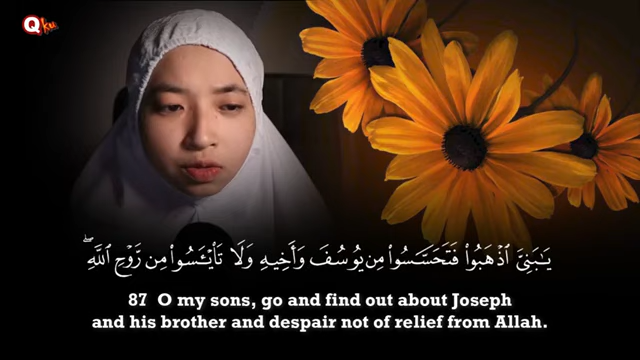 Qku
يَٰبَنِىَّ ٱذْهَبُوا۟ فَتَحَسَّسُوا۟ مِن يُوسُفَ وَأَخِيهِ وَلَا تَا۟يْـَٔسُوا۟ مِن رَّوْحِ ٱللَّهِ ۖ
87 O my sons, go and find out about Joseph
and his brother and despair not of relief from Allah.